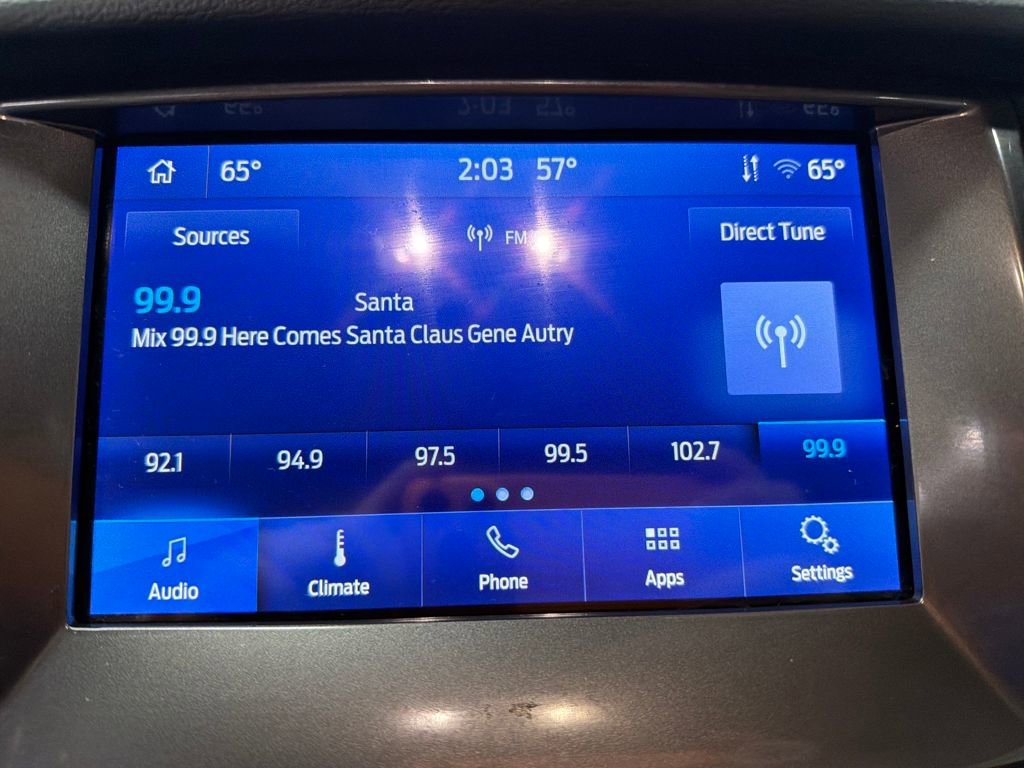 65° 2:03 57° 65°
Sources FM Direct Tune
99.9 Santa
Mix 99.9 Here Comes Santa Claus Gene Autry
92.1 94.9 97.5 99.5 102.7 99.9
Audio Climate Phone Apps Settings